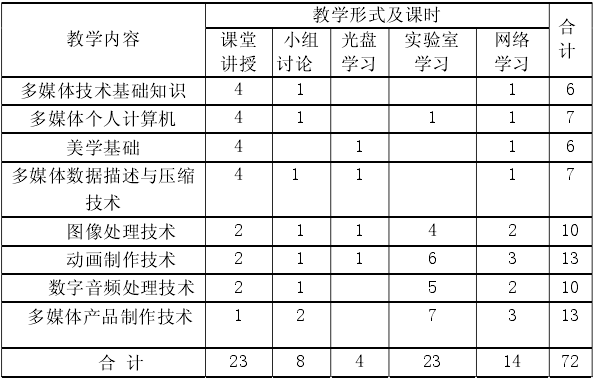 教学内容 教学形式及课时 合计
课堂讲授 小组讨论 光盘学习 实验室学习 网络学习
多媒体技术基础知识 4 1 1 6
多媒体个人计算机 4 1 1 1 7
美学基础 4 1 1 6
多媒体数据描述与压缩技术 4 1 1 1 7
图像处理技术 2 1 1 4 2 10
动画制作技术 2 1 1 6 3 13
数字音频处理技术 2 1 5 2 10
多媒体产品制作技术 1 2 7 3 13
合 计 23 8 4 23 14 72